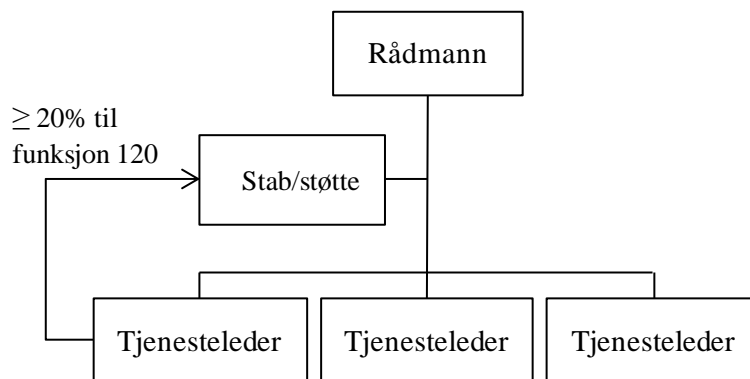 Rådmann
≥ 20% til
funksjon 120
Stab/støtte
Tjenesteleder
Tjenesteleder
Tjenesteleder